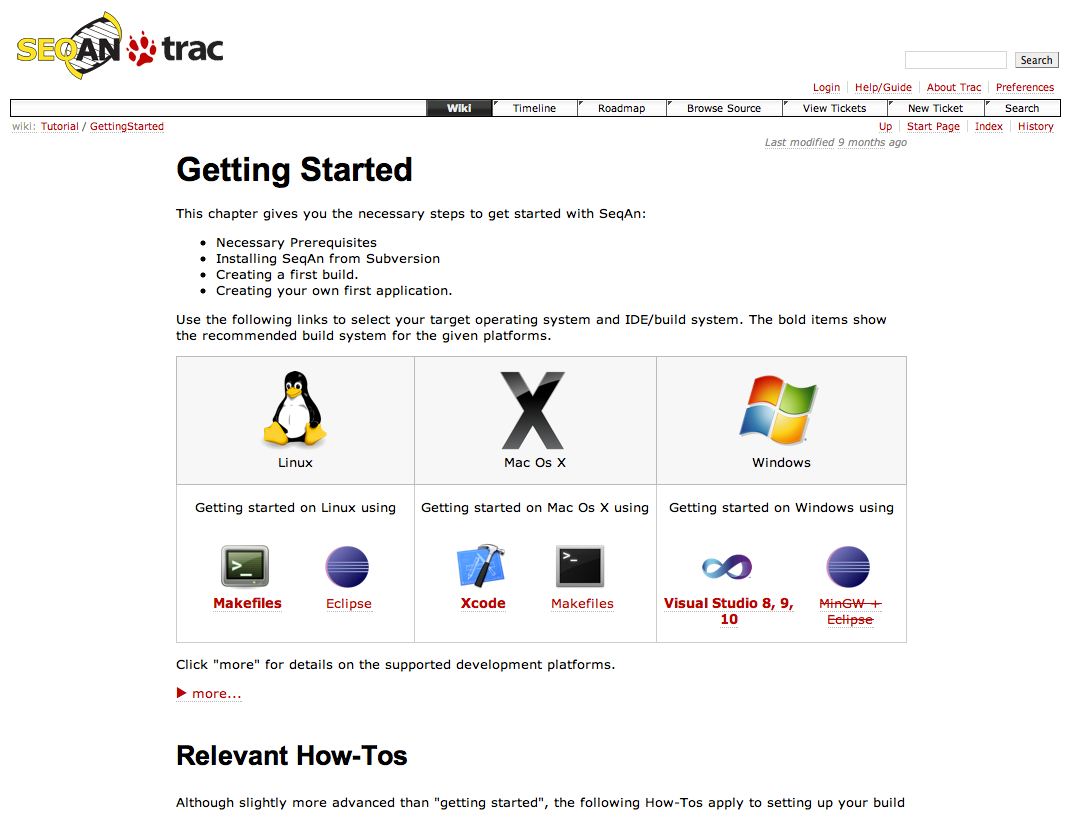 SEQAN trac
Search
Login Help/Guide About Trac Preferences
Wiki Timeline Roadmap Browse Source View Tickets New Ticket Search
wiki: Tutorial / GettingStarted Up Start Page Index History
Last modified 9 months ago
Getting Started
This chapter gives you the necessary steps to get started with SeqAn:
• Necessary Prerequisites
• Installing SeqAn from Subversion
• Creating a first build.
• Creating your own first application.
Use the following links to select your target operating system and IDE/build system. The bold items show
the recommended build system for the given platforms.
Linux Mac Os X Windows
Getting started on Linux using Getting started on Mac Os X using Getting started on Windows using
Makefiles Eclipse Xcode Makefiles Visual Studio 8, 9, MinGW +
10 Eclipse
Click "more" for details on the supported development platforms.
more...
Relevant How-Tos
Although slightly more advanced than "getting started", the following How-Tos apply to setting up your build